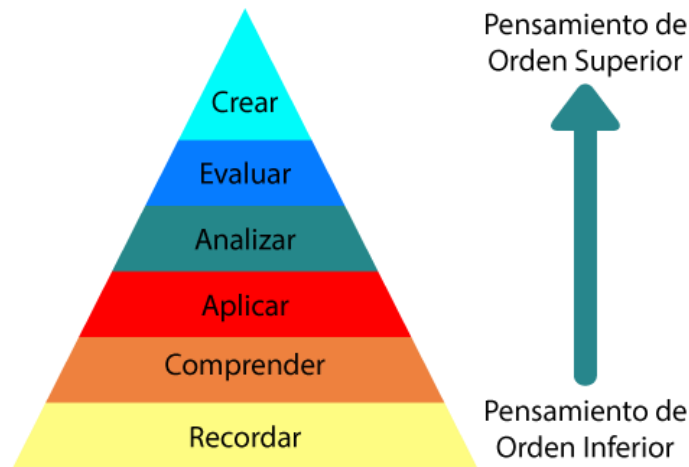 Pensamiento de
Orden Superior
Crear
Evaluar
Analizar
Aplicar
Comprender
Recordar
Pensamiento de
Orden Inferior